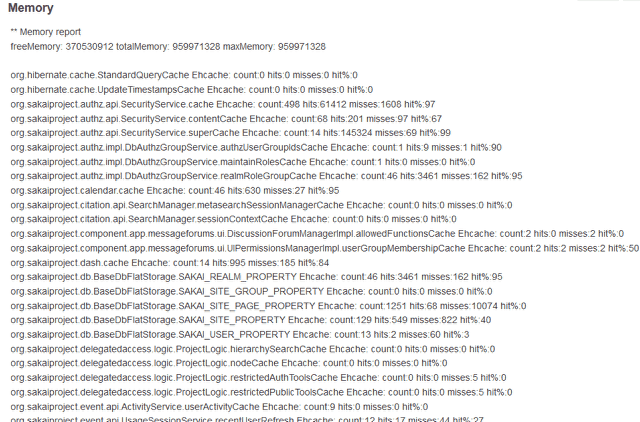 Memory
** Memory report
freeMemory: 370530912 totalMemory: 959971328 maxMemory: 959971328
org.hibernate.cache.StandardQueryCache Ehcache: count:0 hits:0 misses:0 hit%:0
org.hibernate.cache.UpdateTimestampsCache Ehcache: count:0 hits:0 misses:0 hit%:0
org.sakaiproject.authz.api.SecurityService.cache Ehcache: count:498 hits:61412 misses:1608 hit%:97
org.sakaiproject.authz.api.SecurityService.contentCache Ehcache: count:68 hits:201 misses:97 hit%:67
org.sakaiproject.authz.api.SecurityService.superCache Ehcache: count:14 hits:145324 misses:69 hit%:99
org.sakaiproject.authz.impl.DbAuthzGroupService.authzUserGroupIdsCache Ehcache: count:1 hits:9 misses:1 hit%:90
org.sakaiproject.authz.impl.DbAuthzGroupService.maintainRolesCache Ehcache: count:1 hits:0 misses:0 hit%:0
org.sakaiproject.authz.impl.DbAuthzGroupService.realmRoleGroupCache Ehcache: count:46 hits:3461 misses:162 hit%:95
org.sakaiproject.calendar.cache Ehcache: count:46 hits:630 misses:27 hit%:95
org.sakaiproject.citation.api.SearchManager.metasearchSessionManagerCache Ehcache: count:0 hits:0 misses:0 hit%:0
org.sakaiproject.citation.api.SearchManager.sessionContextCache Ehcache: count:0 hits:0 misses:0 hit%:0
org.sakaiproject.component.app.messageforums.ui.DiscussionForumManagerImpl.allowedFunctionsCache Ehcache: count:2 hits:0 misses:2 hit%:0
org.sakaiproject.component.app.messageforums.ui.UIPermissionsManagerImpl.userGroupMembershipCache Ehcache: count:2 hits:2 misses:2 hit%:50
org.sakaiproject.dash.cache Ehcache: count:14 hits:995 misses:185 hit%:84
org.sakaiproject.db.BaseDbFlatStorage.SAKAI_REALM_PROPERTY Ehcache: count:46 hits:3461 misses:162 hit%:95
org.sakaiproject.db.BaseDbFlatStorage.SAKAI_SITE_GROUP_PROPERTY Ehcache: count:0 hits:0 misses:0 hit%:0
org.sakaiproject.db.BaseDbFlatStorage.SAKAI_SITE_PAGE_PROPERTY Ehcache: count:1251 hits:68 misses:10074 hit%:0
org.sakaiproject.db.BaseDbFlatStorage.SAKAI_SITE_PROPERTY Ehcache: count:129 hits:549 misses:822 hit%:40
org.sakaiproject.db.BaseDbFlatStorage.SAKAI_USER_PROPERTY Ehcache: count:13 hits:2 misses:60 hit%:3
org.sakaiproject.delegatedaccess.logic.ProjectLogic.hierarchySearchCache Ehcache: count:0 hits:0 misses:0 hit%:0
org.sakaiproject.delegatedaccess.logic.ProjectLogic.nodeCache Ehcache: count:0 hits:0 misses:0 hit%:0
org.sakaiproject.delegatedaccess.logic.ProjectLogic.restrictedAuthToolsCache Ehcache: count:0 hits:0 misses:5 hit%:0
org.sakaiproject.delegatedaccess.logic.ProjectLogic.restrictedPublicToolsCache Ehcache: count:0 hits:0 misses:5 hit%:0
org.sakaiproject.event.api.ActivityService.userActivityCache Ehcache: count:9 hits:0 misses:0 hit%:0
org.sakaiproject.event.api.UsageSessionService.recentUserRefresh Ehcache: count:12 hits:17 misses:44 hit%:27